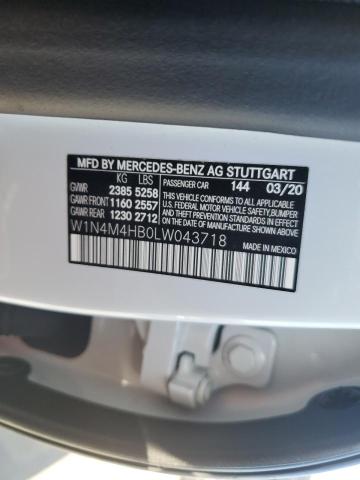 MFD BY MERCEDES-BENZ AG STUTTGART
KG LBS
GVWR 2385 5258
GAWR FRONT 1160 2557
GAWR REAR 1230 2712
PASSENGER CAR 144 03/20
THIS VEHICLE CONFORMS TO ALL APPLICABLE
U.S. FEDERAL MOTOR VEHICLE SAFETY, BUMPER
AND THEFT PREVENTION STANDARDS IN EFFECT
ON THE DATE OF MANUFACTURE SHOWN ABOVE
W1N4M4HB0LW043718
MADE IN MEXICO